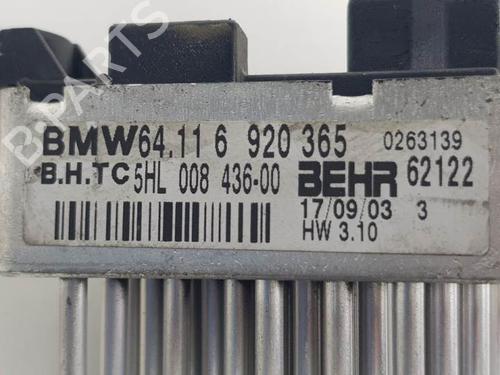 B-PARTS
BMW 64.11 6 920 365 0263139
B.H.TC 5HL 008 436-00 BEHR 62122
17/09/03 3
HW 3.10